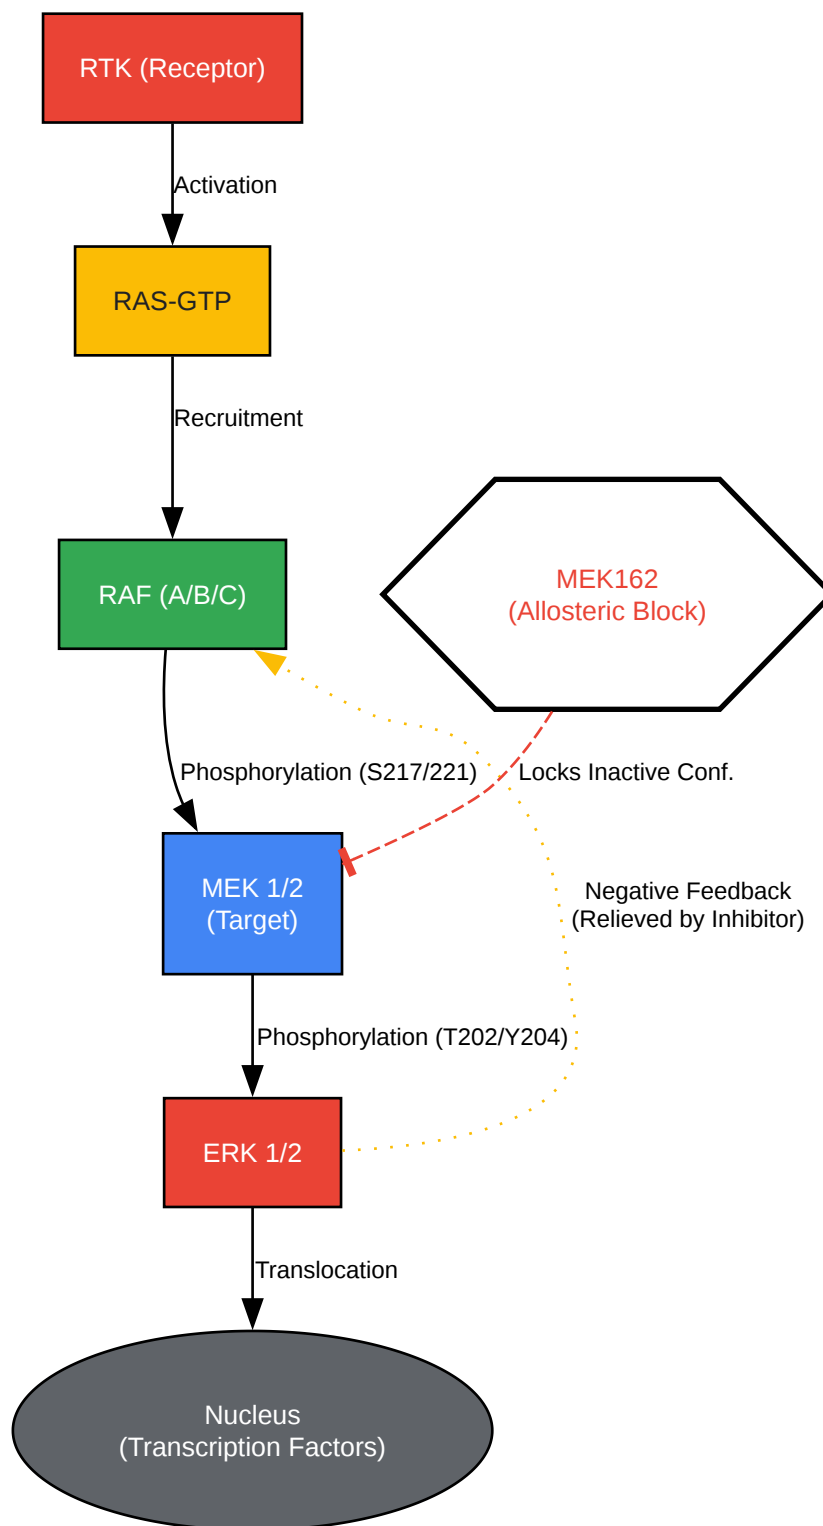 RTK (Receptor)
Activation
RAS-GTP
Recruitment
RAF (A/B/C)
MEK162
(Allosteric Block)
Phosphorylation (S217/221)
Locks Inactive Conf.
MEK 1/2
(Target)
Negative Feedback
(Relieved by Inhibitor)
Phosphorylation (T202/Y204)
ERK 1/2
Translocation
Nucleus
(Transcription Factors)